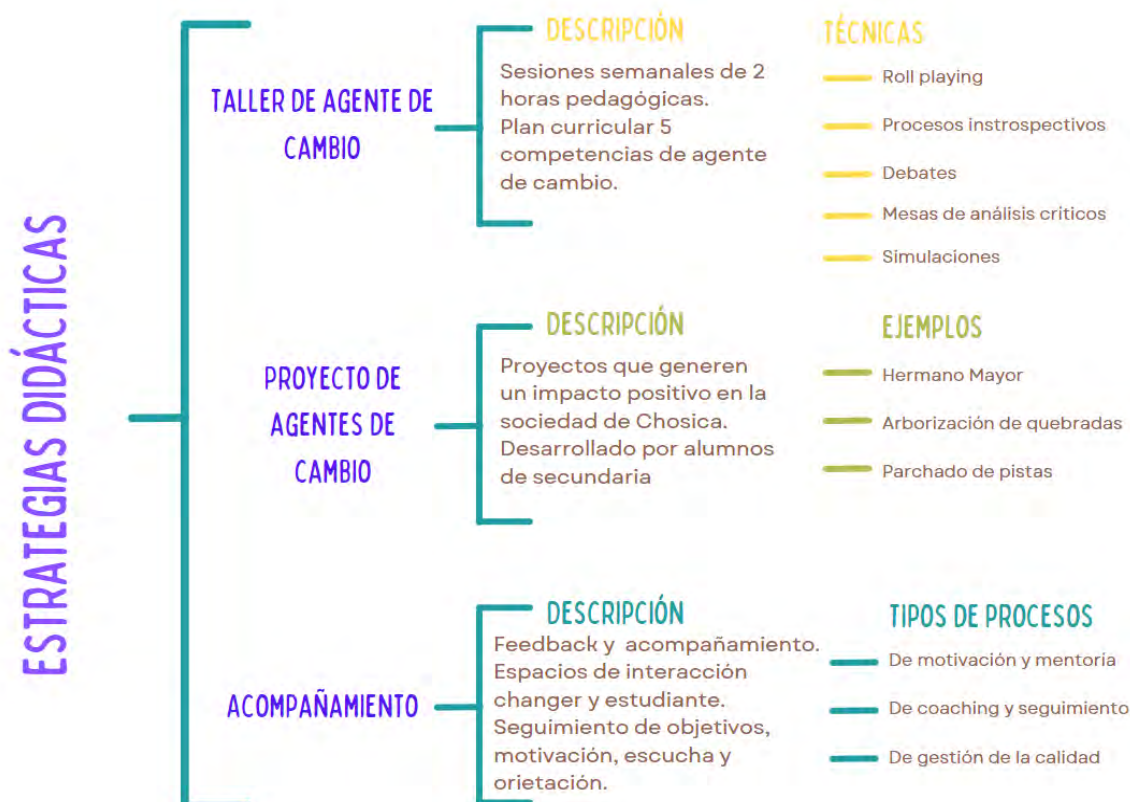 ESTRATEGIAS DIDÁCTICAS
TALLER DE AGENTE DE
CAMBIO
DESCRIPCIÓN
Sesiones semanales de 2
horas pedagógicas.
Plan curricular 5
competencias de agente
de cambio.
TÉCNICAS
Roll playing
Procesos instrospectivos
Debates
Mesas de análisis criticos
Simulaciones
PROYECTO DE
AGENTES DE
CAMBIO
DESCRIPCIÓN
Proyectos que generen
un impacto positivo en la
sociedad de Chosica.
Desarrollado por alumnos
de secundaria
EJEMPLOS
Hermano Mayor
Arborización de quebradas
Parchado de pistas
ACOMPAÑAMIENTO
DESCRIPCIÓN
Feedback y acompañamiento.
Espacios de interacción
changer y estudiante.
Seguimiento de objetivos,
motivación, escucha y
orietación.
TIPOS DE PROCESOS
De motivación y mentoria
De coaching y seguimiento
De gestión de la calidad